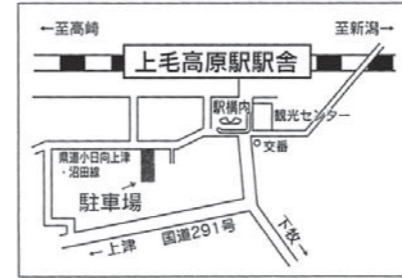 ←至高崎
至新潟→
上毛高原駅駅舎
駅構内
観光センター
交番
県道小日向上津
・沼田線
駐車場
←上津 国道291号
下牧→